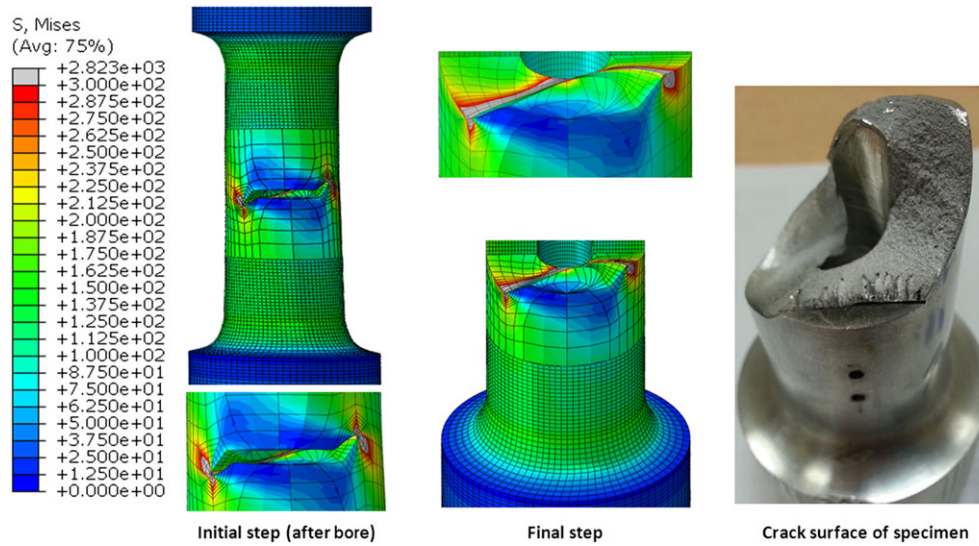 S, Mises
(Avg: 75%)
+2.823e+03
+3.000e+02
+2.875e+02
+2.750e+02
+2.625e+02
+2.500e+02
+2.375e+02
+2.250e+02
+2.125e+02
+2.000e+02
+1.875e+02
+1.750e+02
+1.625e+02
+1.500e+02
+1.375e+02
+1.250e+02
+1.125e+02
+1.000e+02
+8.750e+01
+7.500e+01
+6.250e+01
+5.000e+01
+3.750e+01
+2.500e+01
+1.250e+01
+0.000e+00
Initial step (after bore)
Final step
Crack surface of specimen